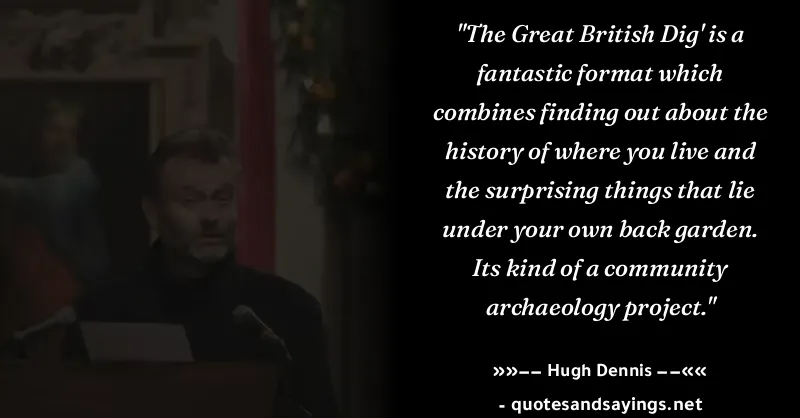 "The Great British Dig' is a
fantastic format which
combines finding out about the
history of where you live and
the surprising things that lie
under your own back garden.
Its kind of a community
archaeology project."
»»–– Hugh Dennis ––««
- quotesandsayings.net